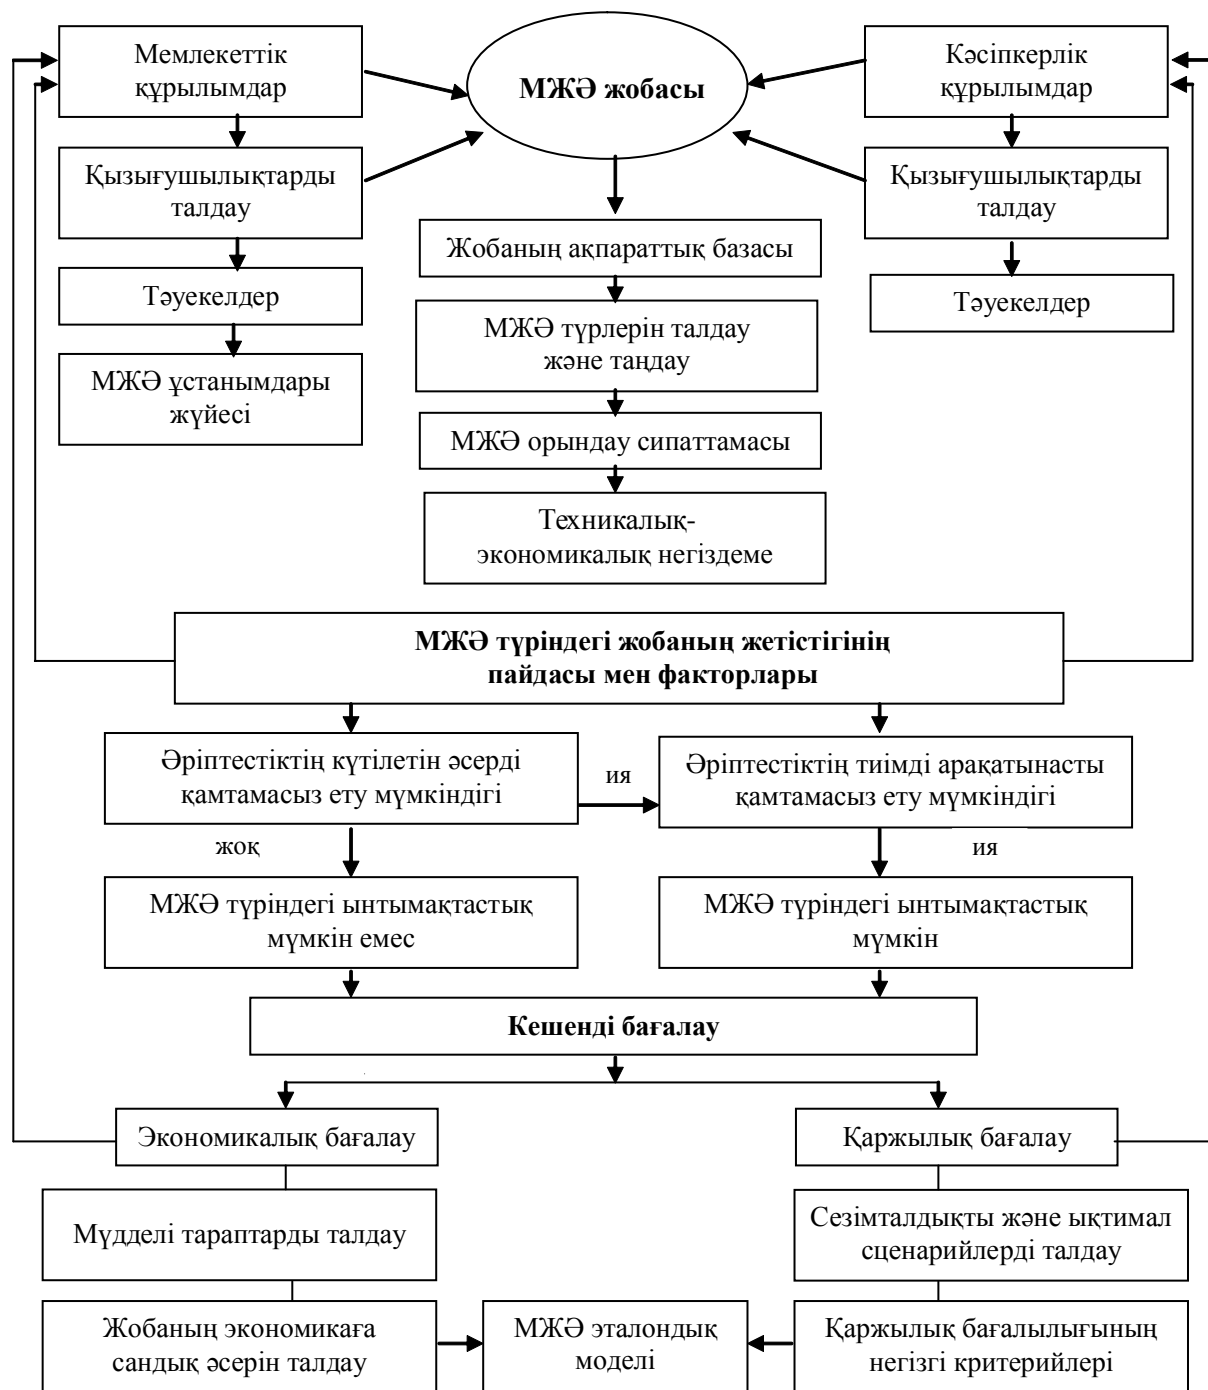 Мемлекеттік
құрылымдар
МЖӘ жобасы
Кәсіпкерлік
құрылымдар
Қызығушылықтарды
талдау
Қызығушылықтарды
талдау
Жобаның ақпараттық базасы
Тәуекелдер
Тәуекелдер
МЖӘ түрлерін талдау
және таңдау
МЖӘ ұстанымдары
жүйесі
МЖӘ орындау сипаттамасы
Техникалық-
экономикалық негіздеме
МЖӘ түріндегі жобаның жетістігінің
пайдасы мен факторлары
Әріптестіктің күтілетін әсерді
қамтамасыз ету мүмкіндігі
ия
Әріптестіктің тиімді арақатынасты
қамтамасыз ету мүмкіндігі
жоқ
ия
МЖӘ түріндегі ынтымақтастық
мүмкін емес
МЖӘ түріндегі ынтымақтастық
мүмкін
Кешенді бағалау
Экономикалық бағалау
Қаржылық бағалау
Мүдделі тараптарды талдау
Сезімталдықты және ықтимал
сценарийлерді талдау
Жобаның экономикаға
сандық әсерін талдау
МЖӘ эталондық
моделі
Қаржылық бағалылығының
негізгі критерийлері